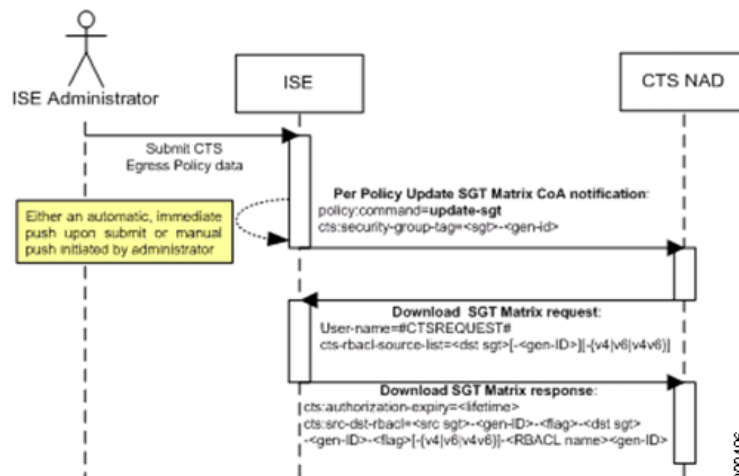 ISE Administrator
ISE
CTS NAD
Submit CTS
Egress Policy data
Either an automatic, immediate
push upon submit or manual
push initiated by administrator
Per Policy Update SGT Matrix CoA notification:
policy:command=update-sgt
cts:security-group-tag=<sgt>-<gen-id>
Download SGT Matrix request:
User-name=#CTSREQUEST#
cts-rbacl-source-list=<dst sgt>[-<gen-ID>][-{v4|v6|v4v6}]
Download SGT Matrix response:
cts:authorization-expiry=<lifetime>
cts:src-dst-rbacl=<src sgt>-<gen-ID>-<flag>-<dst sgt>
-<gen-ID>-<flag>[-{v4|v6|v4v6}]-<RBACL name><gen-ID>